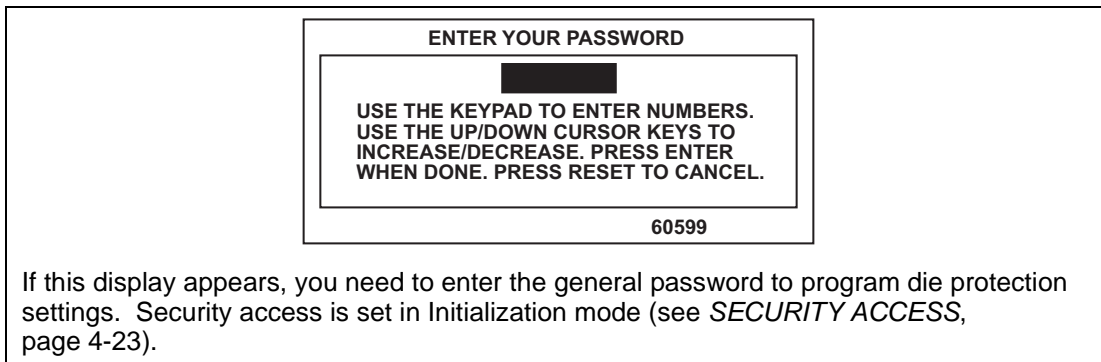 ENTER YOUR PASSWORD
USE THE KEYPAD TO ENTER NUMBERS.
USE THE UP/DOWN CURSOR KEYS TO
INCREASE/DECREASE. PRESS ENTER
WHEN DONE. PRESS RESET TO CANCEL.
60599
If this display appears, you need to enter the general password to program die protection
settings. Security access is set in Initialization mode (see SECURITY ACCESS,
page 4-23).